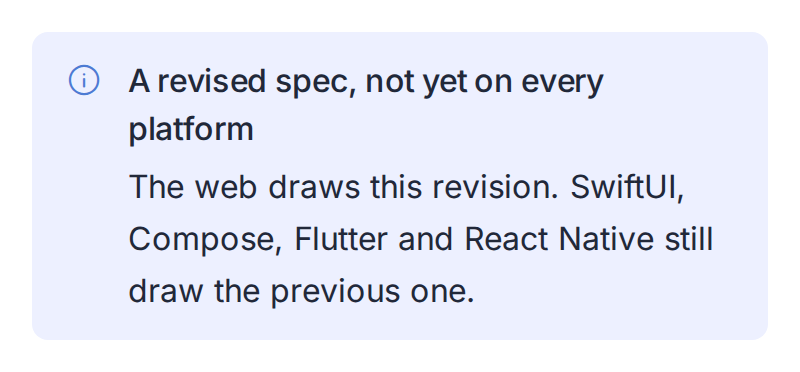 A revised spec, not yet on every
platform
The web draws this revision. SwiftUI,
Compose, Flutter and React Native still
draw the previous one.